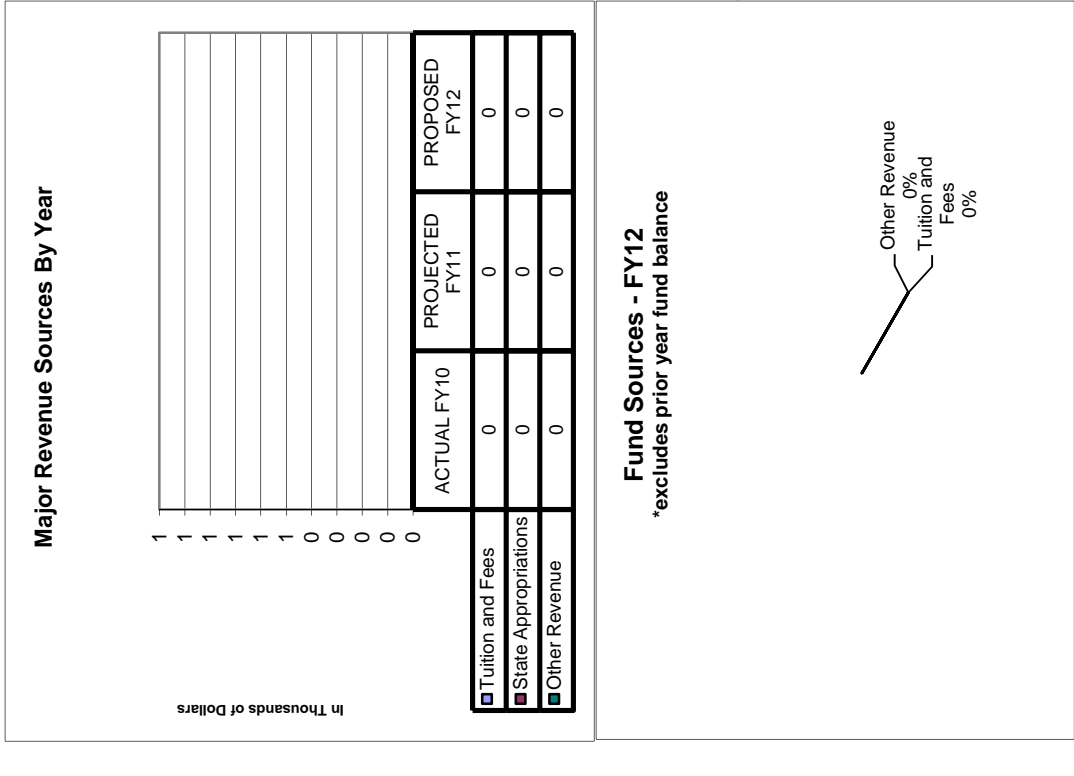 Major Revenue Sources By Year
In Thousands of Dollars
1
1
1
1
1
1
0
0
0
0
0
ACTUAL FY10 PROJECTED FY11 PROPOSED FY12
Tuition and Fees 0 0 0
State Appropriations 0 0 0
Other Revenue 0 0 0
Fund Sources - FY12
*excludes prior year fund balance
Other Revenue
0%
Tuition and
Fees
0%